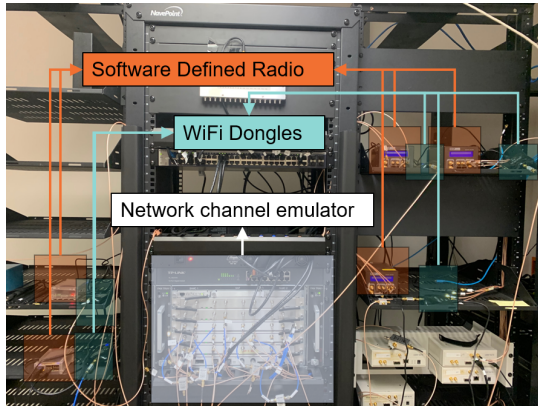 NavePoint
Software Defined Radio
WiFi Dongles
Network channel emulator